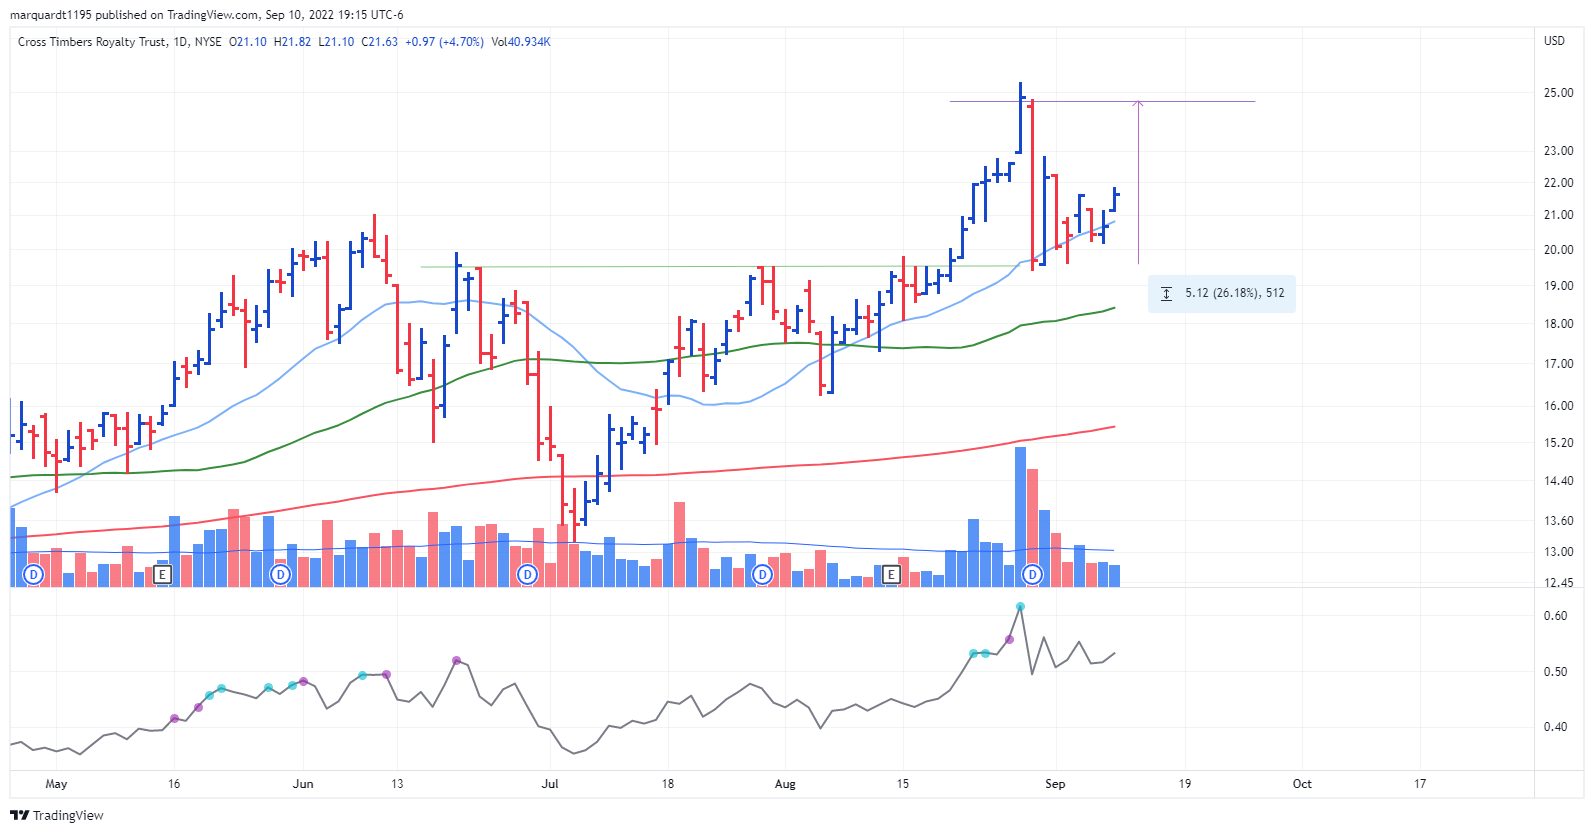 marquardt1195 published on TradingView.com, Sep 10, 2022 19:15 UTC-6
Cross Timbers Royalty Trust, 1D, NYSE O21.10 H21.82 L21.10 C21.63 +0.97 (+4.70%) Vol40.934K
USD
25.00
23.00
22.00
21.00
20.00
19.00
5.12 (26.18%), 512
18.00
17.00
16.00
15.20
14.40
13.60
13.00
12.45
D E D D D E D
0.60
0.50
0.40
May 16 Jun 13 Jul 18 Aug 15 Sep 19 Oct 17
TradingView